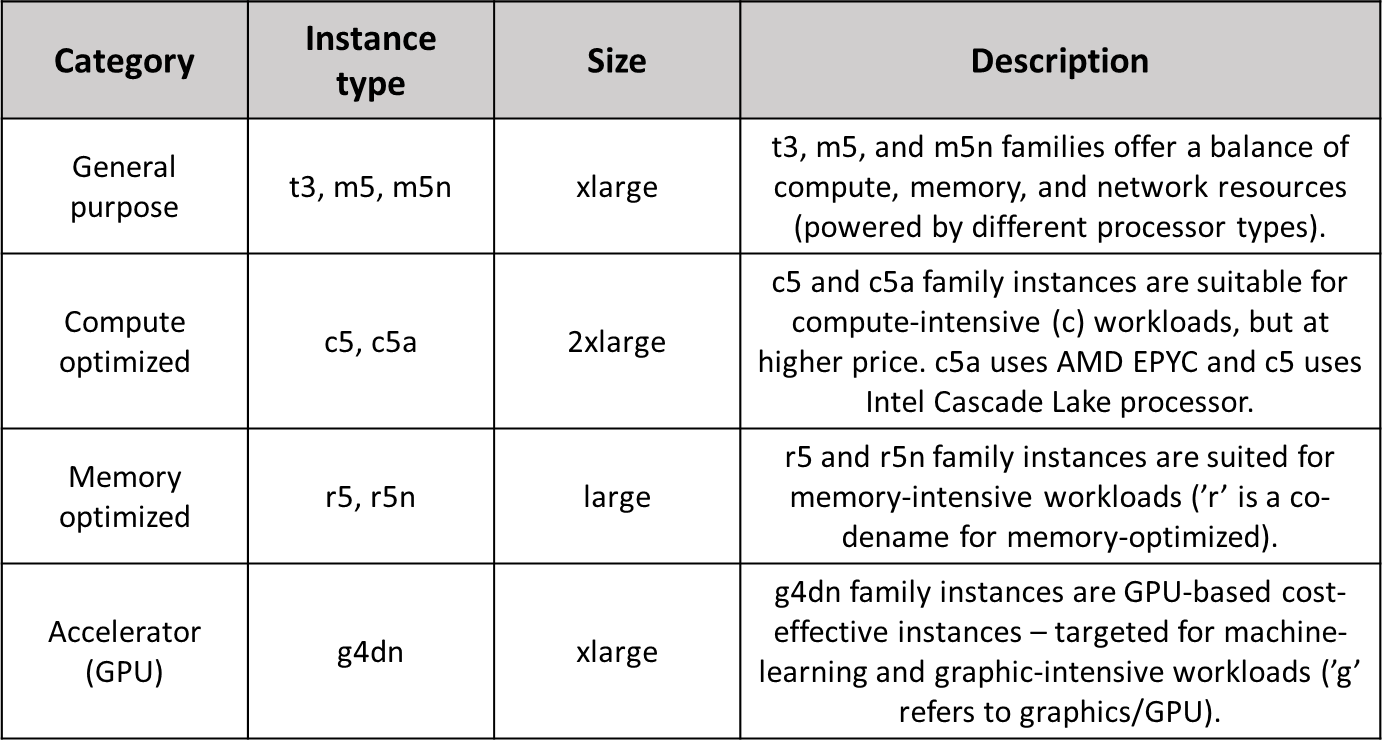 Category
Instance
type
Size
Description
General
purpose
t3, m5, m5n
xlarge
t3, m5, and m5n families offer a balance of
compute, memory, and network resources
(powered by different processor types).
Compute
optimized
c5, c5a
2xlarge
c5 and c5a family instances are suitable for
compute-intensive (c) workloads, but at
higher price. c5a uses AMD EPYC and c5 uses
Intel Cascade Lake processor.
Memory
optimized
r5, r5n
large
r5 and r5n family instances are suited for
memory-intensive workloads (’r’ is a co-
dename for memory-optimized).
Accelerator
(GPU)
g4dn
xlarge
g4dn family instances are GPU-based cost-
effective instances – targeted for machine-
learning and graphic-intensive workloads (’g’
refers to graphics/GPU).